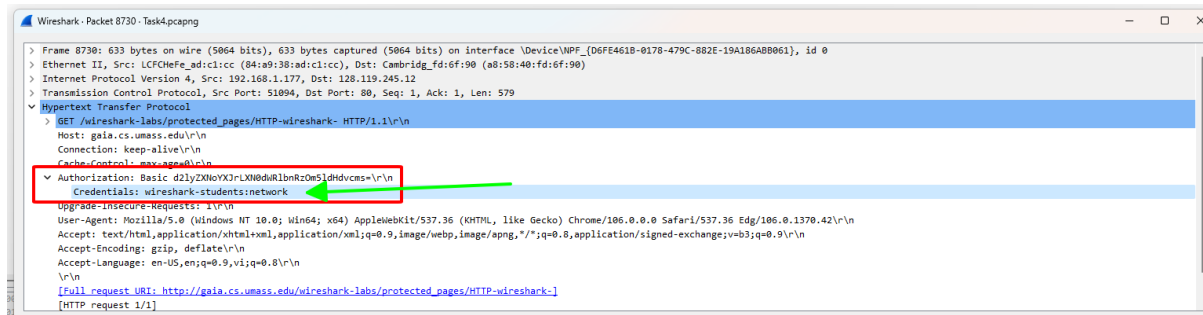 Wireshark · Packet 8730 · Task4.pcapng
> Frame 8730: 633 bytes on wire (5064 bits), 633 bytes captured (5064 bits) on interface \Device\NPF_{D6FE461B-0178-479C-882E-19A186ABB061}, id 0
> Ethernet II, Src: LCFCHeFe_ad:c1:cc (84:a9:38:ad:c1:cc), Dst: Cambridg_fd:6f:90 (a8:58:40:fd:6f:90)
> Internet Protocol Version 4, Src: 192.168.1.177, Dst: 128.119.245.12
> Transmission Control Protocol, Src Port: 51094, Dst Port: 80, Seq: 1, Ack: 1, Len: 579
Hypertext Transfer Protocol
> GET /wireshark-labs/protected_pages/HTTP-wireshark- HTTP/1.1\r\n
Host: gaia.cs.umass.edu\r\n
Connection: keep-alive\r\n
Cache-Control: max-age=0\r\n
Authorization: Basic d2lyZXNoYXJrLXN0dWRlbnRzOm5ldHdvcms=\r\n
Credentials: wireshark-students:network
Upgrade-Insecure-Requests: 1\r\n
User-Agent: Mozilla/5.0 (Windows NT 10.0; Win64; x64) AppleWebKit/537.36 (KHTML, like Gecko) Chrome/106.0.0.0 Safari/537.36 Edg/106.0.1370.42\r\n
Accept: text/html,application/xhtml+xml,application/xml;q=0.9,image/webp,image/apng,*/*;q=0.8,application/signed-exchange;v=b3;q=0.9\r\n
Accept-Encoding: gzip, deflate\r\n
Accept-Language: en-US,en;q=0.9,vi;q=0.8\r\n
\r\n
[Full request URI: http://gaia.cs.umass.edu/wireshark-labs/protected_pages/HTTP-wireshark-]
[HTTP request 1/1]